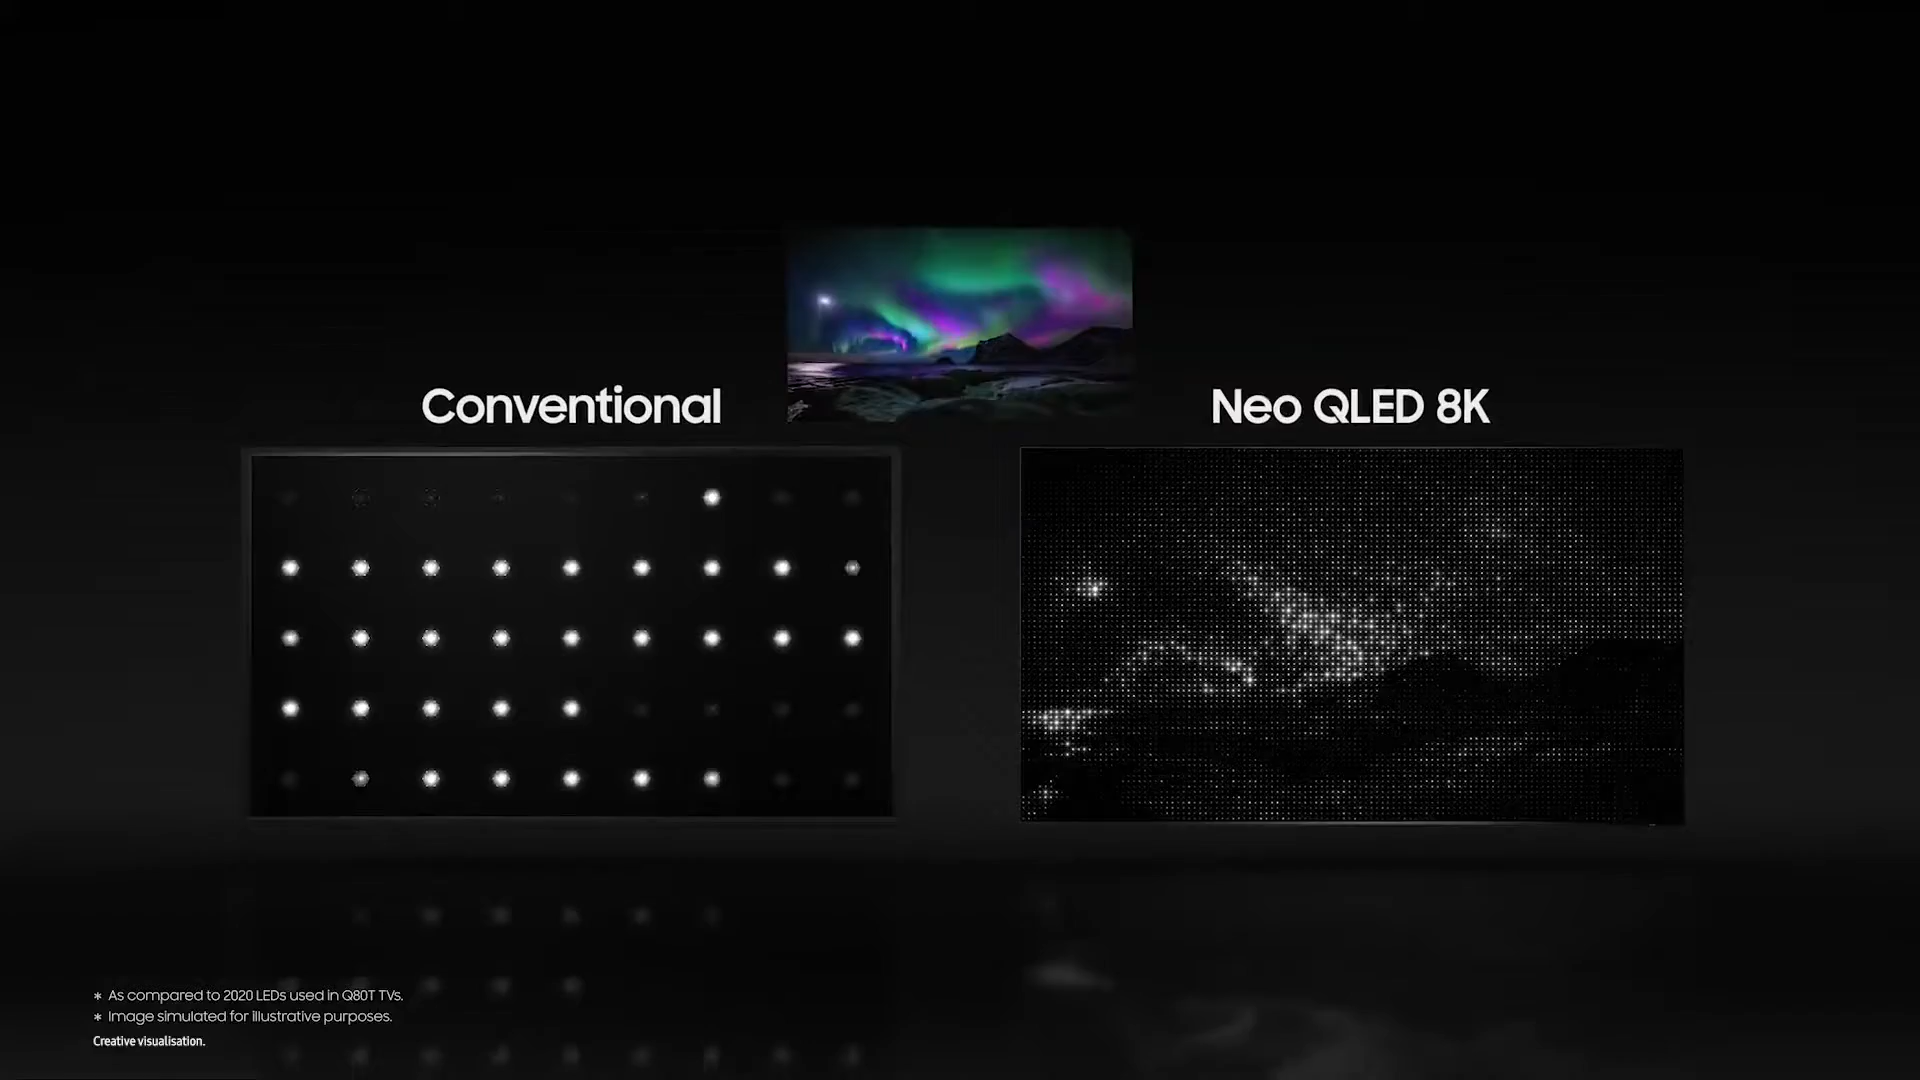 Conventional
Neo QLED 8K
* As compared to 2020 LEDs used in Q80T TVs.
* Image simulated for illustrative purposes.
Creative visualisation.